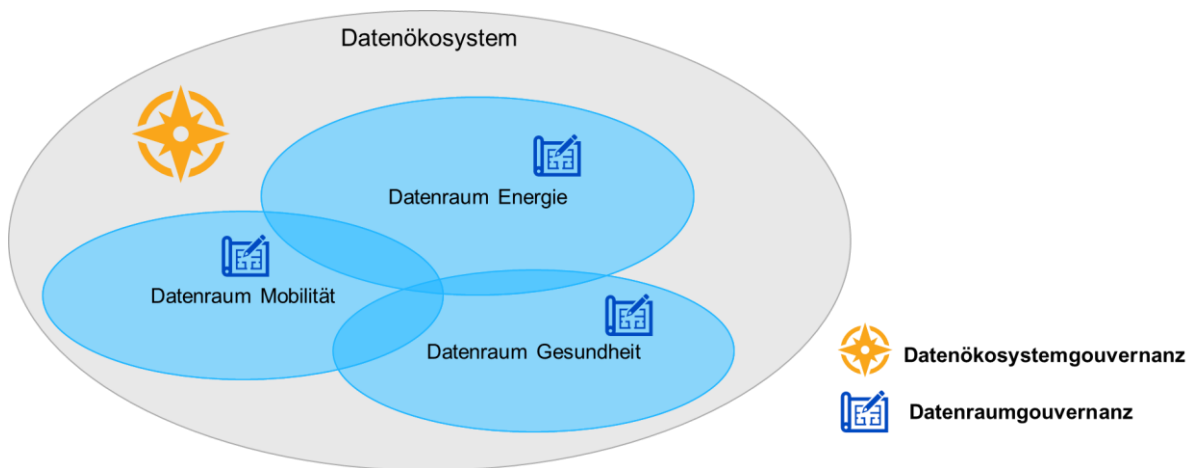 Datenökosystem
Datenraum Energie
Datenraum Mobilität
Datenraum Gesundheit
Datenökosystemgouvernanz
Datenraumgouvernanz